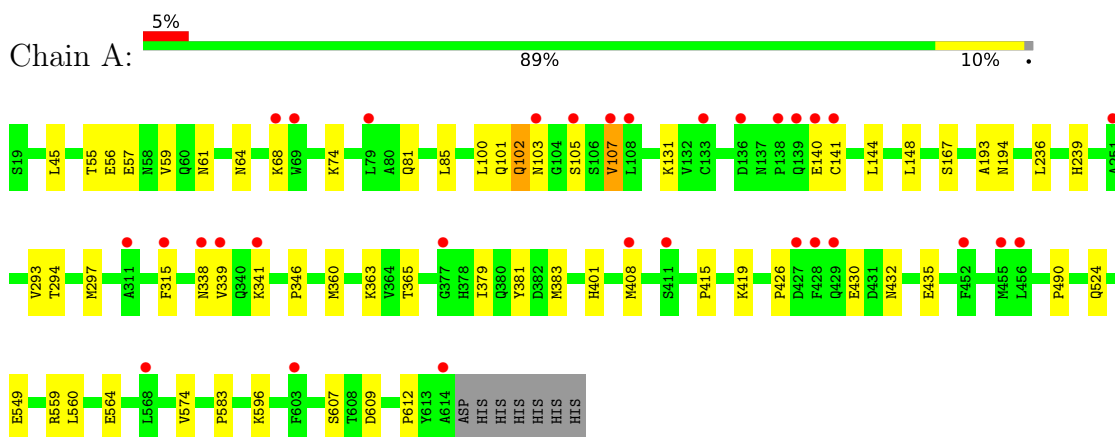 5%
Chain A:
89% 10% •
S19 L45 T55 E56 E57 N58 V59 Q60 N61 N64 K68 W69 K74 L79 A80 Q81 L85 L100 Q101 Q102 N103 G104 S105 S106 V107 L108 K131 V132 C133 D136 N137 P138 Q139 E140 C141 L144 L148 S167 A193 N194 L236 H239 A251
V293 T294 M297 A311 F315 N338 V339 Q340 K341 P346 M360 K363 V364 T365 G377 H378 I379 Q380 Y381 D382 M383 H401 M408 S411 P415 K419 P426 D427 F428 Q429 E430 D431 N432 E435 F452 M455 L456 P490 Q524
E549 R559 L560 E564 L568 V574 P583 K596 F603 S607 T608 D609 P612 Y613 A614 ASP HIS HIS HIS HIS HIS HIS